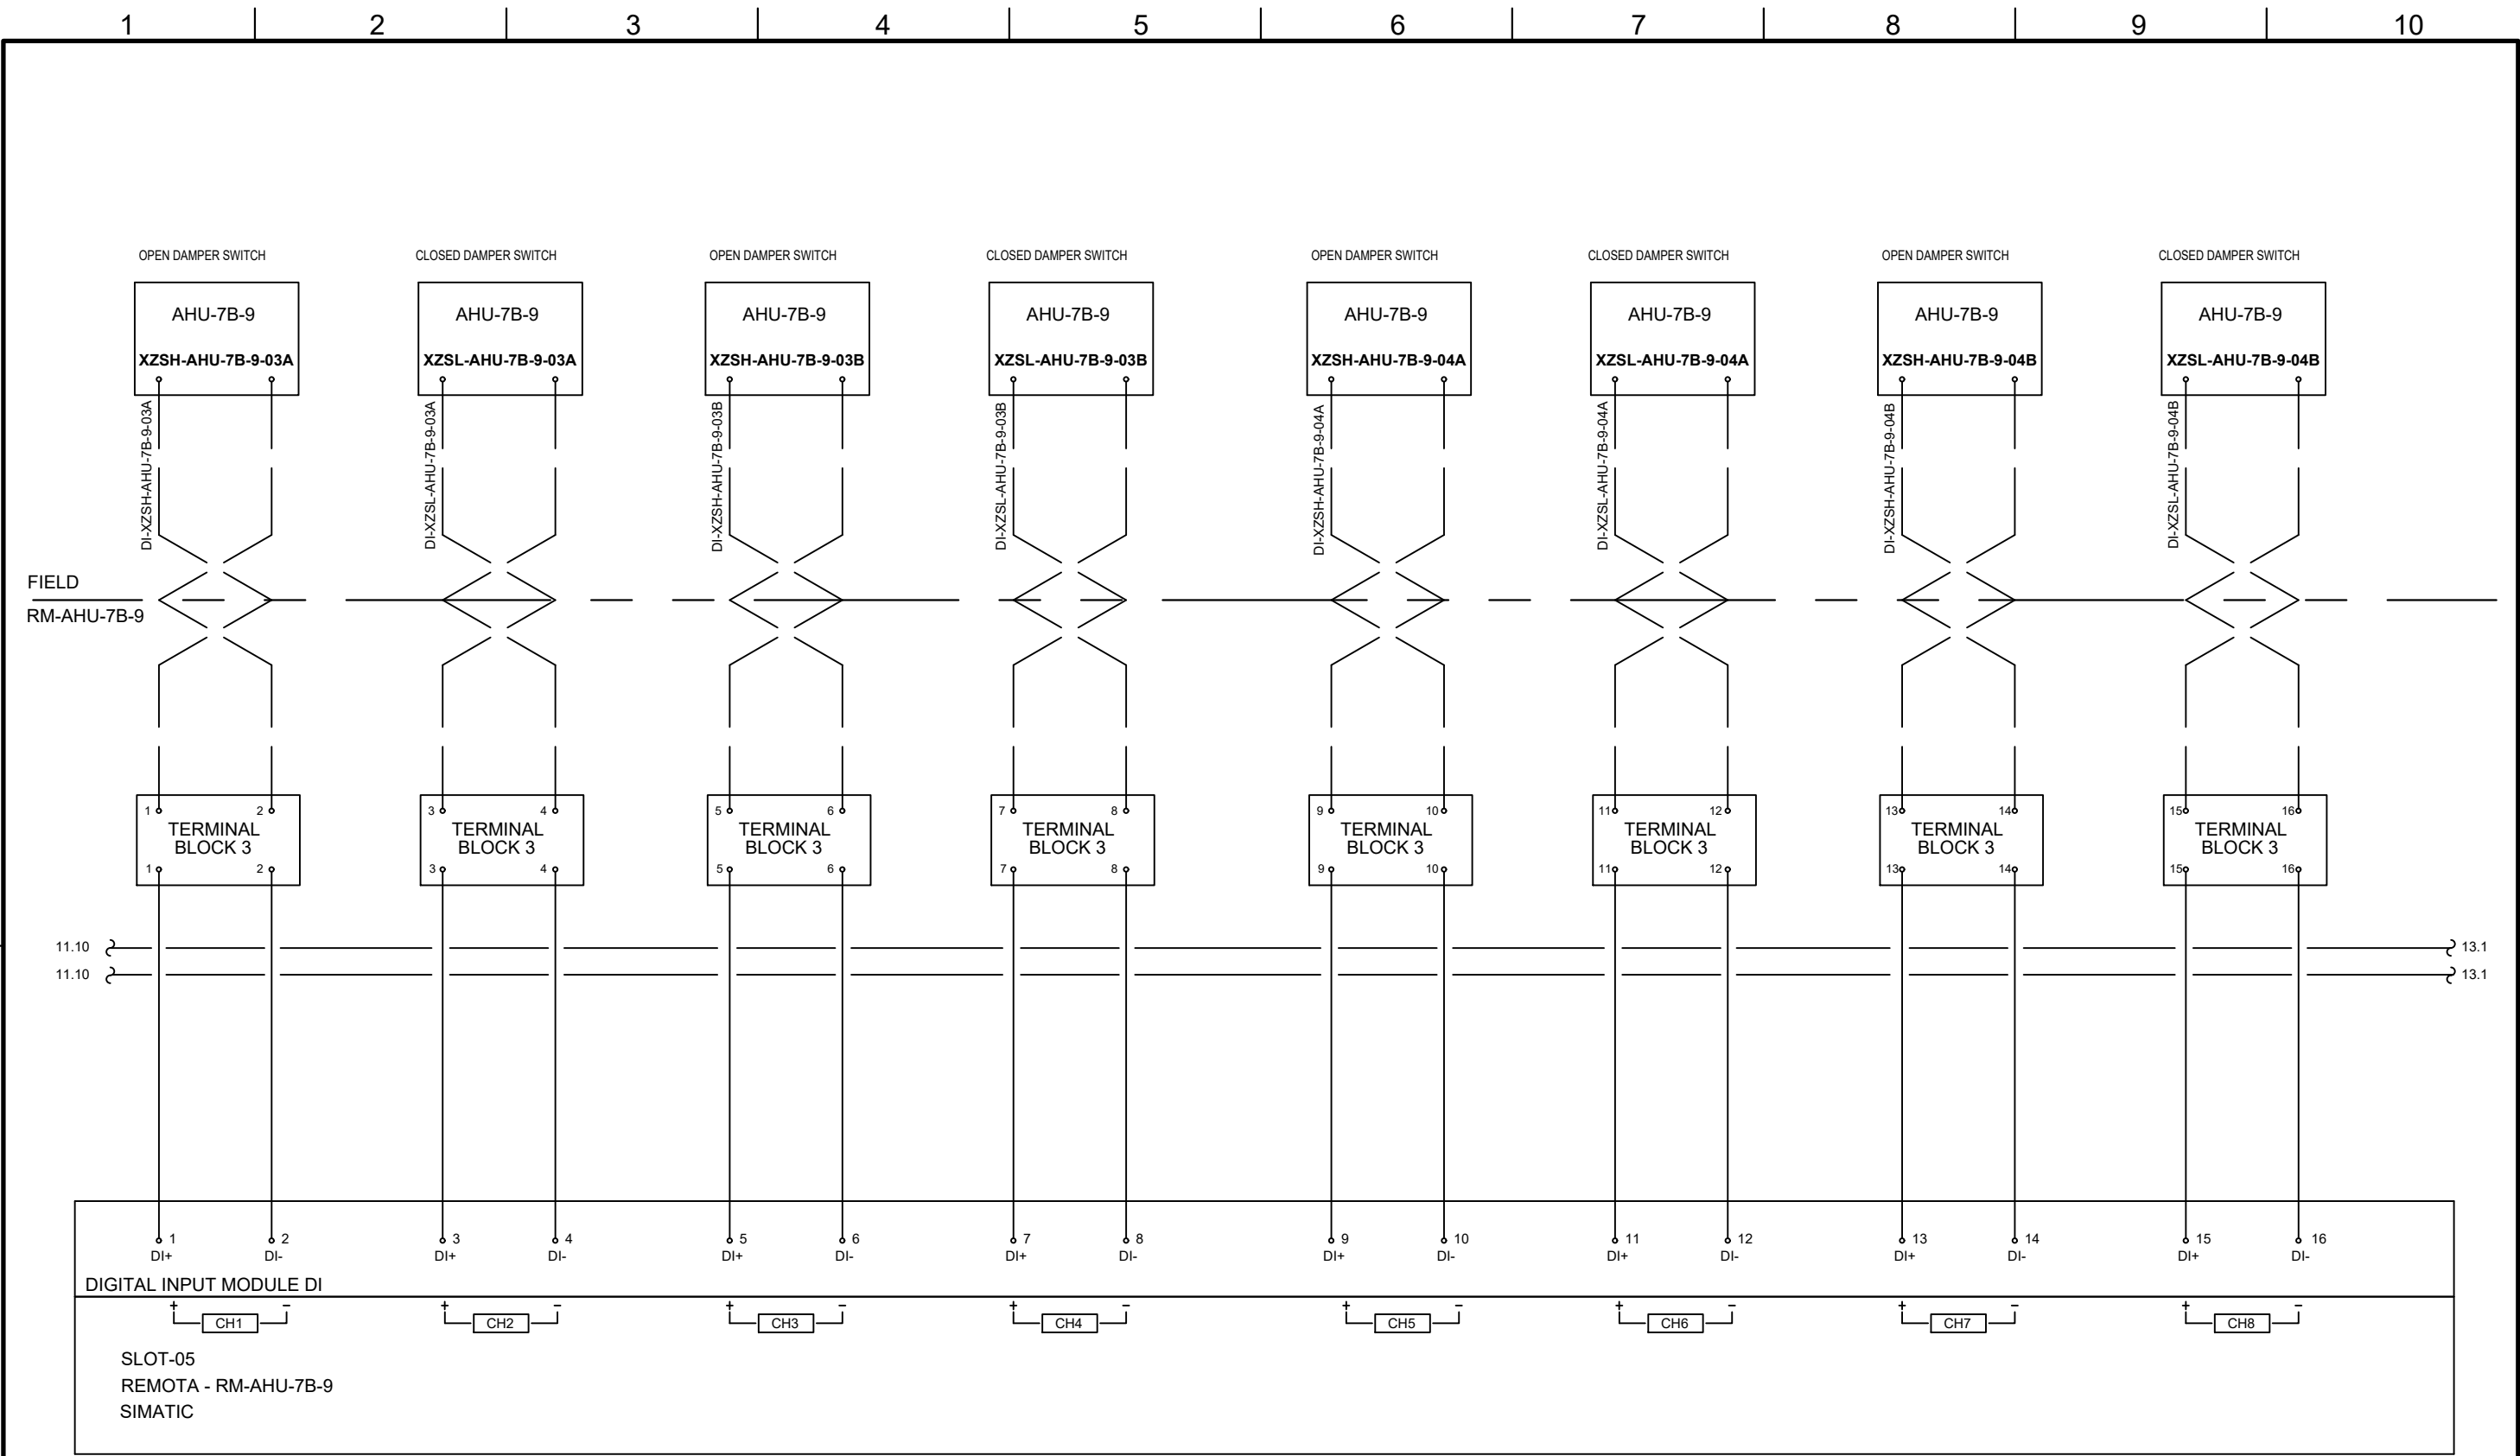 1 2 3 4 5 6 7 8 9 10
OPEN DAMPER SWITCH CLOSED DAMPER SWITCH OPEN DAMPER SWITCH CLOSED DAMPER SWITCH OPEN DAMPER SWITCH CLOSED DAMPER SWITCH OPEN DAMPER SWITCH CLOSED DAMPER SWITCH
AHU-7B-9 AHU-7B-9 AHU-7B-9 AHU-7B-9 AHU-7B-9 AHU-7B-9 AHU-7B-9 AHU-7B-9
XZSH-AHU-7B-9-03A XZSL-AHU-7B-9-03A XZSH-AHU-7B-9-03B XZSL-AHU-7B-9-03B XZSH-AHU-7B-9-04A XZSL-AHU-7B-9-04A XZSH-AHU-7B-9-04B XZSL-AHU-7B-9-04B
DI-XZSH-AHU-7B-9-03A
DI-XZSL-AHU-7B-9-03A
DI-XZSH-AHU-7B-9-03B
DI-XZSL-AHU-7B-9-03B
DI-XZSH-AHU-7B-9-04A
DI-XZSL-AHU-7B-9-04A
DI-XZSH-AHU-7B-9-04B
DI-XZSL-AHU-7B-9-04B
FIELD
RM-AHU-7B-9
1 2 3 4 5 6 7 8 9 10 11 12 13 14 15 16
TERMINAL TERMINAL TERMINAL TERMINAL TERMINAL TERMINAL TERMINAL TERMINAL
BLOCK 3 BLOCK 3 BLOCK 3 BLOCK 3 BLOCK 3 BLOCK 3 BLOCK 3 BLOCK 3
1 2 3 4 5 6 7 8 9 10 11 12 13 14 15 16
11.10 13.1
11.10 13.1
1 2 3 4 5 6 7 8 9 10 11 12 13 14 15 16
DI+ DI- DI+ DI- DI+ DI- DI+ DI- DI+ DI- DI+ DI- DI+ DI- DI+ DI-
DIGITAL INPUT MODULE DI
+ - + - + - + - + - + - + - + -
CH1 CH2 CH3 CH4 CH5 CH6 CH7 CH8
SLOT-05
REMOTA - RM-AHU-7B-9
SIMATIC